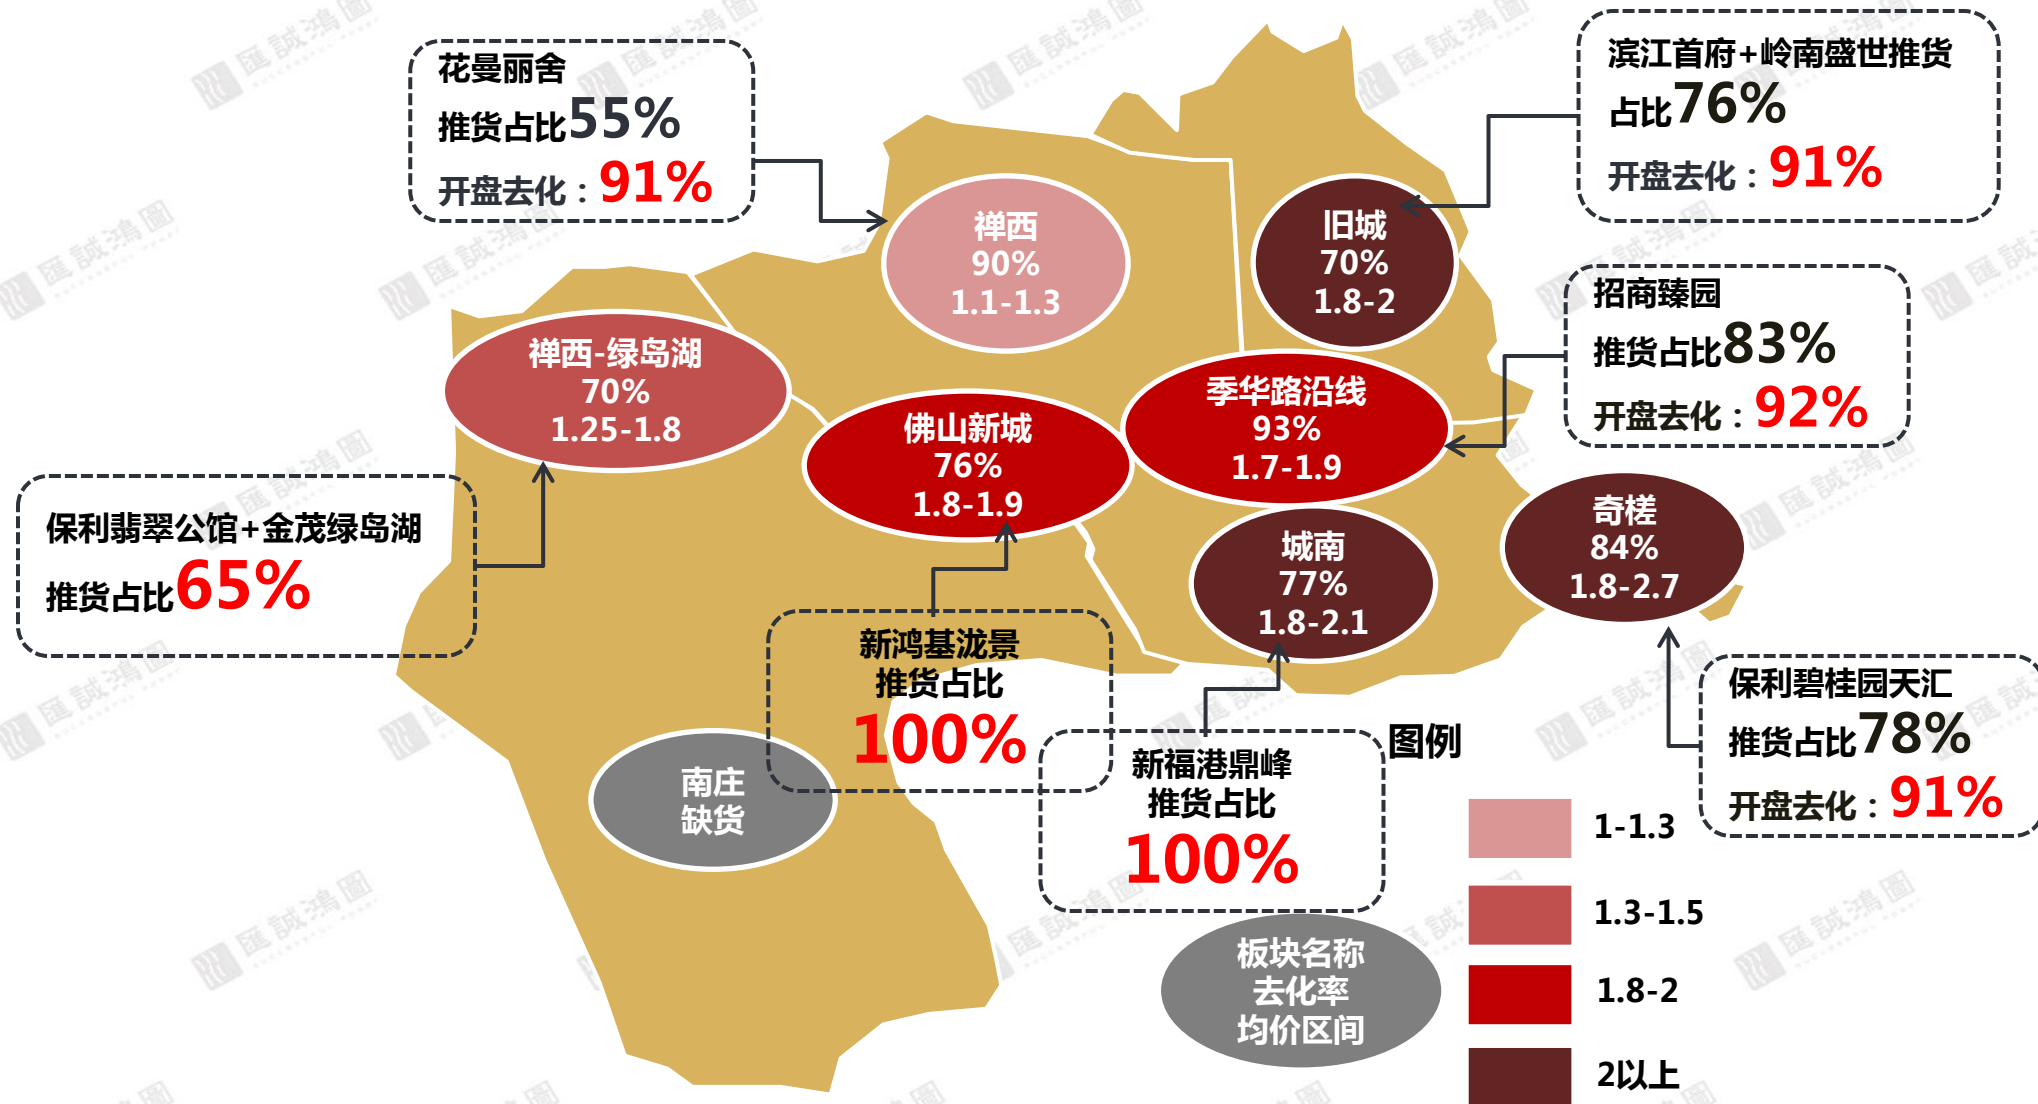 花曼丽舍
推货占比55%
开盘去化：91%
滨江首府+岭南盛世推货
占比76%
开盘去化：91%
禅西
90%
1.1-1.3
旧城
70%
1.8-2
招商臻园
推货占比83%
开盘去化：92%
禅西-绿岛湖
70%
1.25-1.8
佛山新城
76%
1.8-1.9
季华路沿线
93%
1.7-1.9
保利翡翠公馆+金茂绿岛湖
推货占比65%
城南
77%
1.8-2.1
奇槎
84%
1.8-2.7
新鸿基泷景
推货占比
100%
新福港鼎峰
推货占比
100%
保利碧桂园天汇
推货占比78%
开盘去化：91%
南庄
缺货
图例
1-1.3
1.3-1.5
1.8-2
2以上
板块名称
去化率
均价区间
匯誠鴻圖